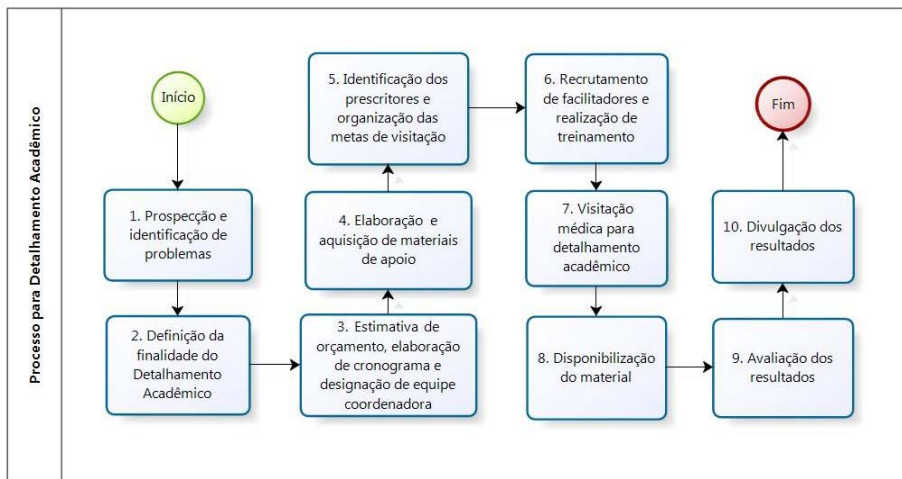 Processo para Detalhamento Acadêmico
Início
1. Prospecção e
identificação de
problemas
2. Definição da
finalidade do
Detalhamento
Acadêmico
3. Estimativa de
orçamento, elaboração
de cronograma e
designação de equipe
coordenadora
4. Elaboração e
aquisição de materiais
de apoio
5. Identificação dos
prescritores e
organização das
metas de visitação
6. Recrutamento
de facilitadores e
realização de
treinamento
7. Visitação
médica para
detalhamento
acadêmico
8. Disponibilização
do material
9. Avaliação dos
resultados
10. Divulgação dos
resultados
Fim